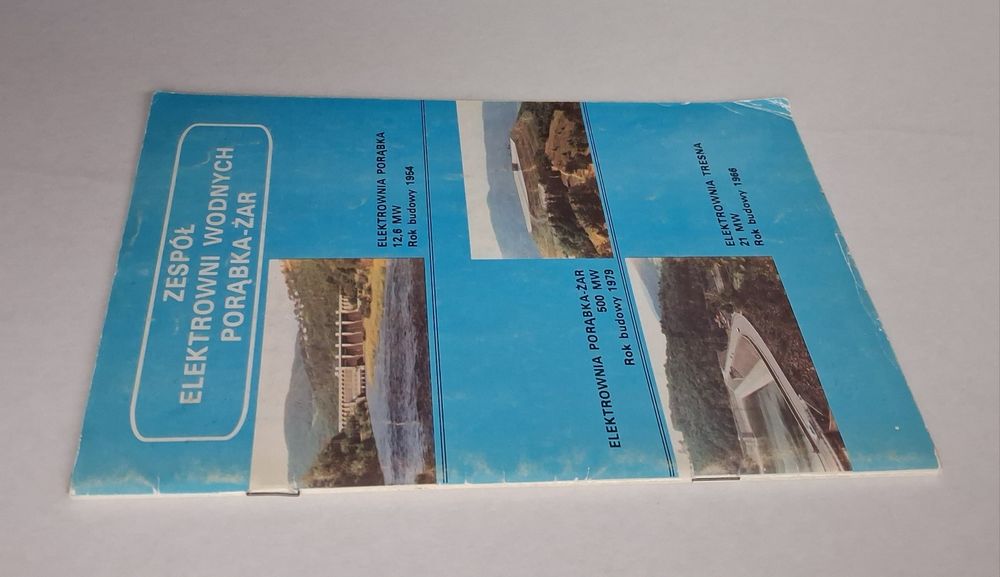 ZESPÓŁ
ELEKTROWNI WODNYCH
PORĄBKA-ŻAR
ELEKTROWNIA PORĄBKA
12,6 MW
Rok budowy 1954
ELEKTROWNIA PORĄBKA-ŻAR
500 MW
Rok budowy 1979
ELEKTROWNIA TRESNA
21 MW
Rok budowy 1966